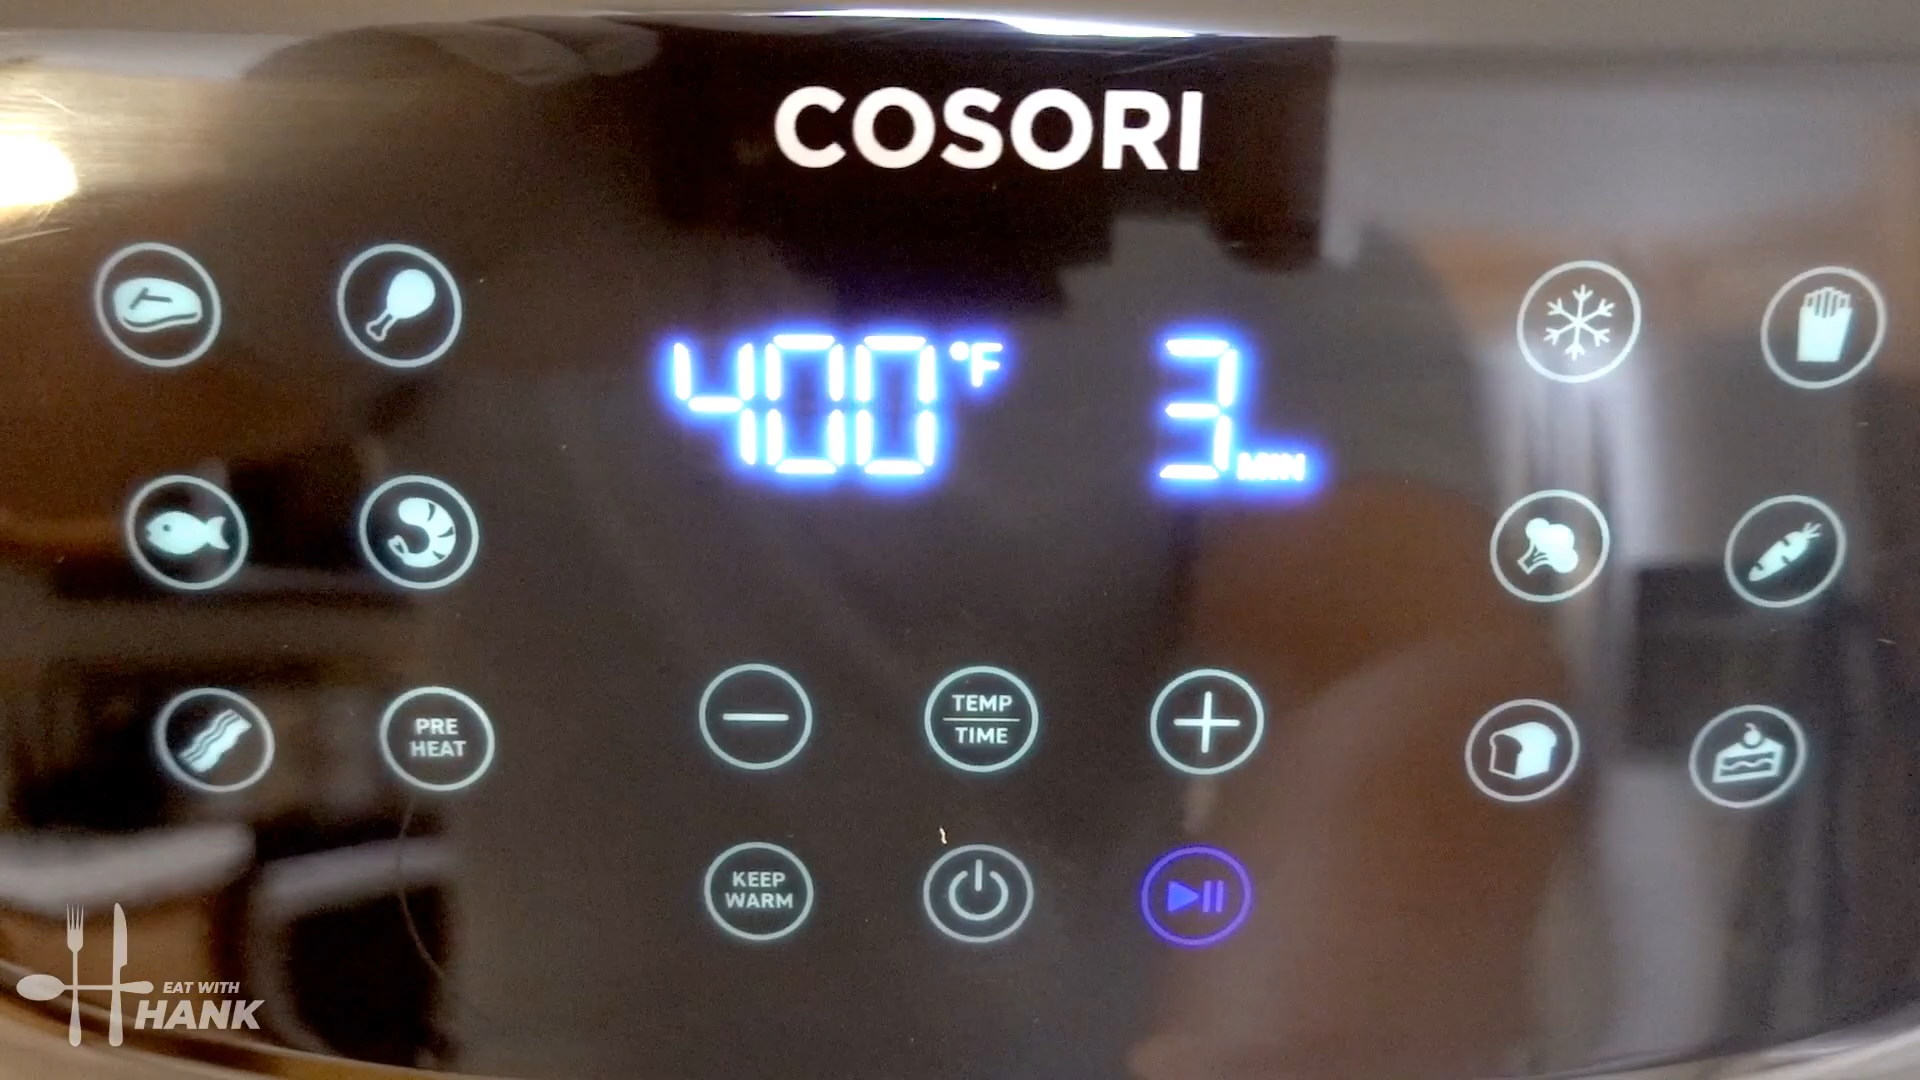 COSORI
400 °F 3 MIN
PRE
HEAT
TEMP
TIME
KEEP
WARM
EAT WITH
HANK